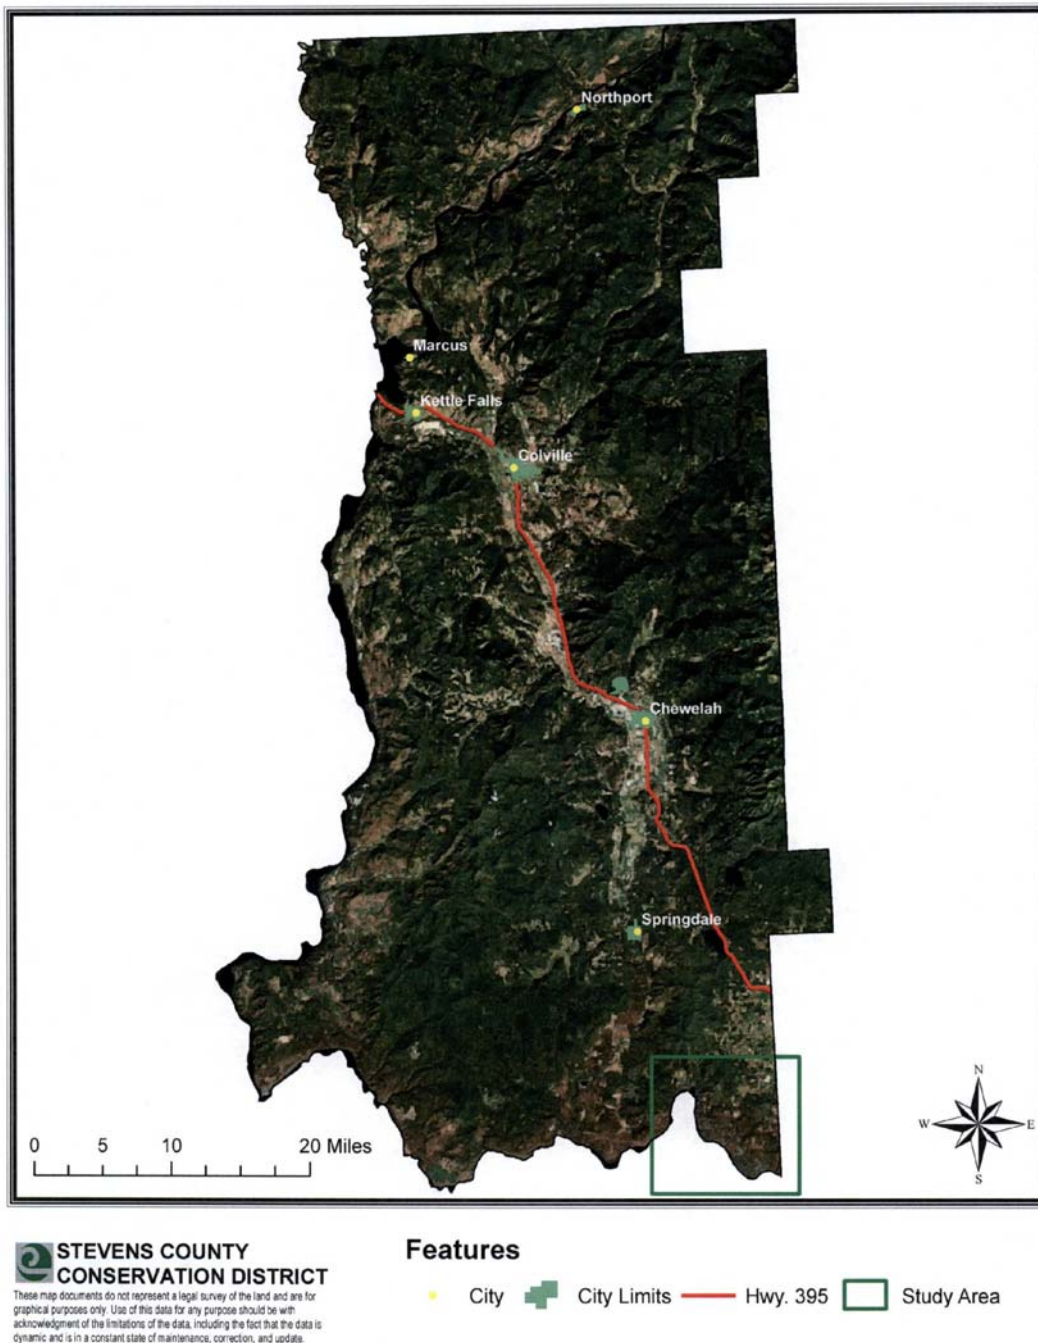 Northport
Marcus
Kettle Falls
Colville
Chewelah
Springdale
N
W
E
S
0 5 10 20 Miles
STEVENS COUNTY
CONSERVATION DISTRICT
These map documents do not represent a legal survey of the land and are for
graphical purposes only. Use of this data for any purpose should be with
acknowledgment of the limitations of the data, including the fact that the data is
dynamic and is in a constant state of maintenance, correction, and update.
Features
City
City Limits
Hwy. 395
Study Area